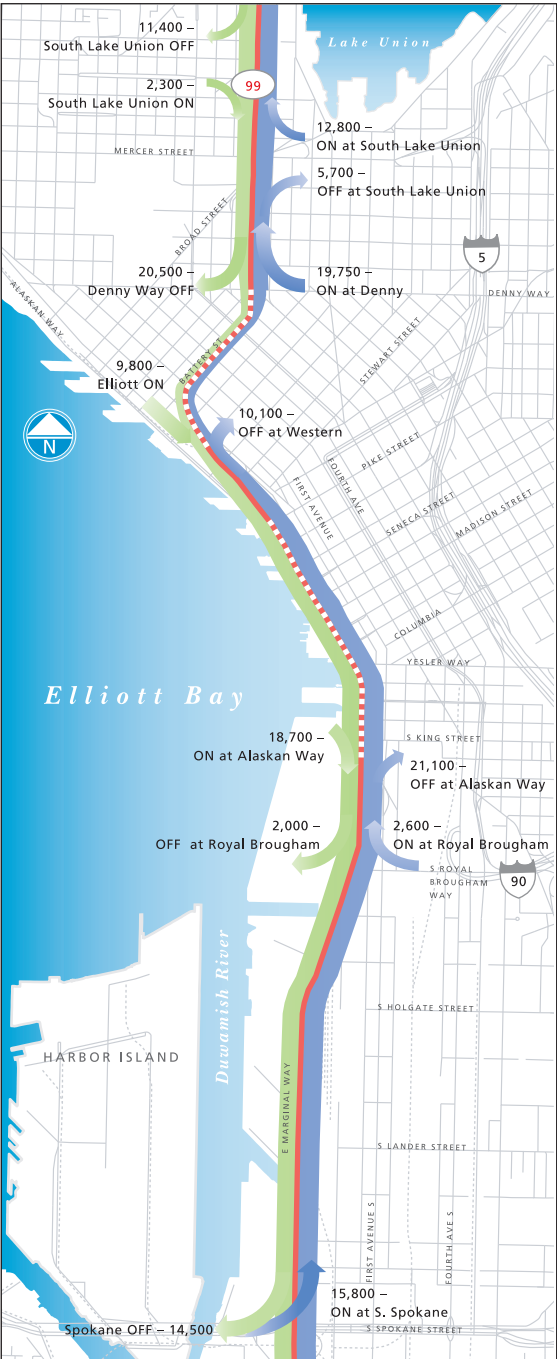 11,400 –
South Lake Union OFF
Lake Union
2,300 –
South Lake Union ON
99
12,800 –
ON at South Lake Union
MERCER STREET
5,700 –
OFF at South Lake Union
BROAD STREET
5
20,500 –
Denny Way OFF
19,750 –
ON at Denny
DENNY WAY
ALASKAN WAY
BATTERY ST
STEWART STREET
9,800 –
Elliott ON
10,100 –
OFF at Western
N
PIKE STREET
FOURTH AVE
FIRST AVENUE
SENECA STREET
MADISON STREET
COLUMBIA
YESLER WAY
Elliott Bay
18,700 –
ON at Alaskan Way
S KING STREET
21,100 –
OFF at Alaskan Way
2,000 –
OFF at Royal Brougham
2,600 –
ON at Royal Brougham
S ROYAL
BROUGHAM
WAY
90
Duwamish River
S HOLGATE STREET
HARBOR ISLAND
E MARGINAL WAY
S LANDER STREET
FIRST AVENUE S
FOURTH AVE S
15,800 –
ON at S. Spokane
Spokane OFF – 14,500
S SPOKANE STREET